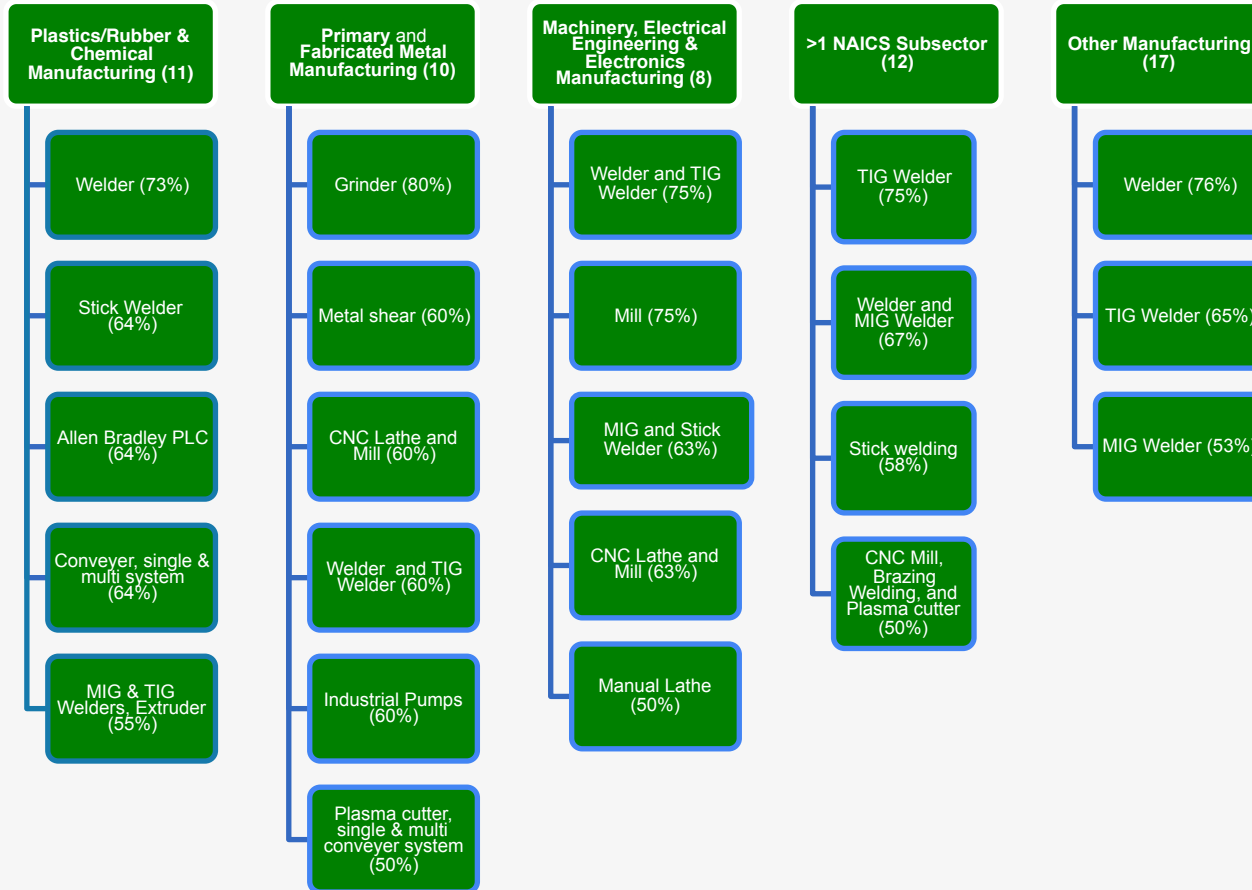 Plastics/Rubber &
Chemical
Manufacturing (11)
Welder (73%)
Stick Welder
(64%)
Allen Bradley PLC
(64%)
Conveyer, single &
multi system
(64%)
MIG & TIG
Welders, Extruder
(55%)
Primary and
Fabricated Metal
Manufacturing (10)
Grinder (80%)
Metal shear (60%)
CNC Lathe and
Mill (60%)
Welder and TIG
Welder (60%)
Industrial Pumps
(60%)
Plasma cutter,
single & multi
conveyer system
(50%)
Machinery, Electrical
Engineering &
Electronics
Manufacturing (8)
Welder and TIG
Welder (75%)
Mill (75%)
MIG and Stick
Welder (63%)
CNC Lathe and
Mill (63%)
Manual Lathe
(50%)
>1 NAICS Subsector
(12)
TIG Welder
(75%)
Welder and
MIG Welder
(67%)
Stick welding
(58%)
CNC Mill,
Brazing
Welding, and
Plasma cutter
(50%)
Other Manufacturing
(17)
Welder (76%)
TIG Welder (65%)
MIG Welder (53%)